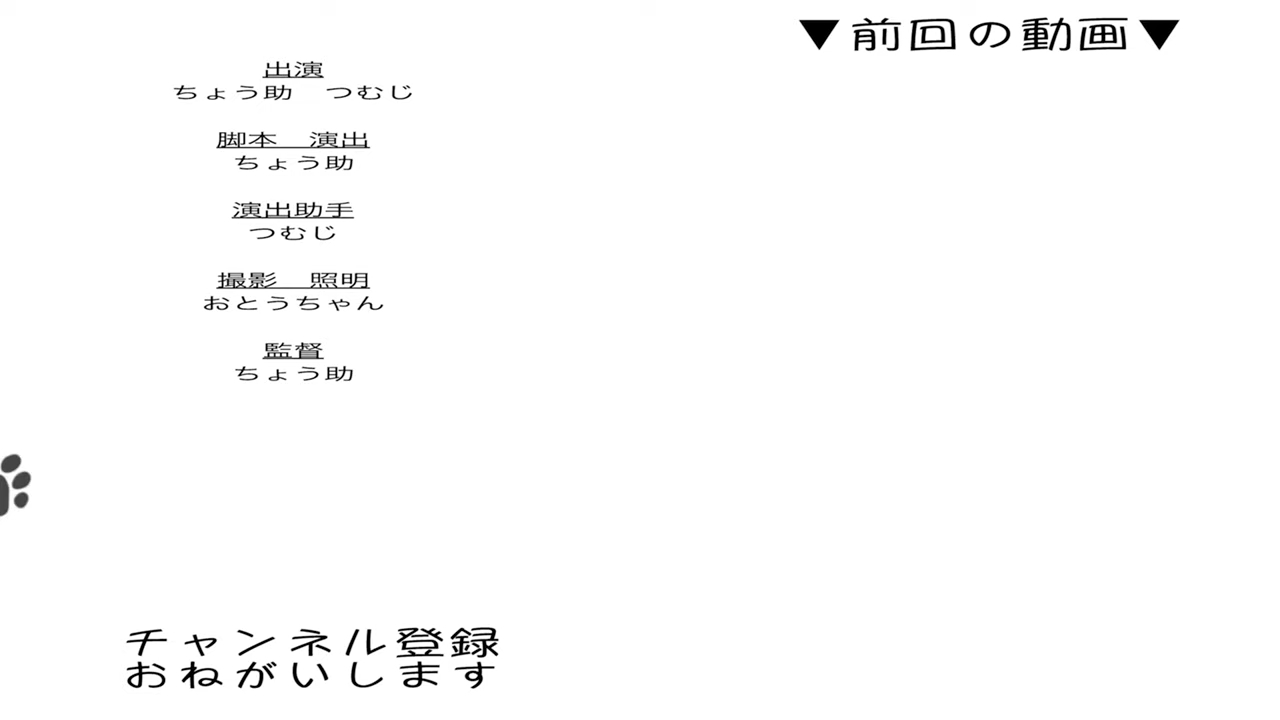 ▼前回の動画▼
出演
ちょう助　つむじ
脚本　演出
ちょう助
演出助手
つむじ
撮影　照明
おとうちゃん
監督
ちょう助
チャンネル登録
おねがいします